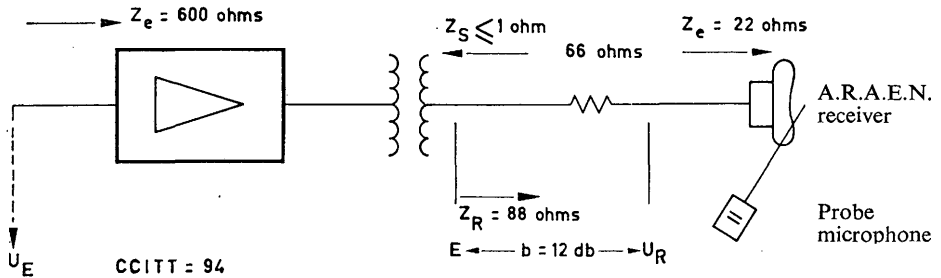 Z_e = 600 ohms
Z_S ⩽ 1 ohm
66 ohms
Z_e = 22 ohms
A.R.A.E.N.
receiver
Z_R = 88 ohms
Probe
microphone
E b = 12 db U_R
U_E
CCITT = 94